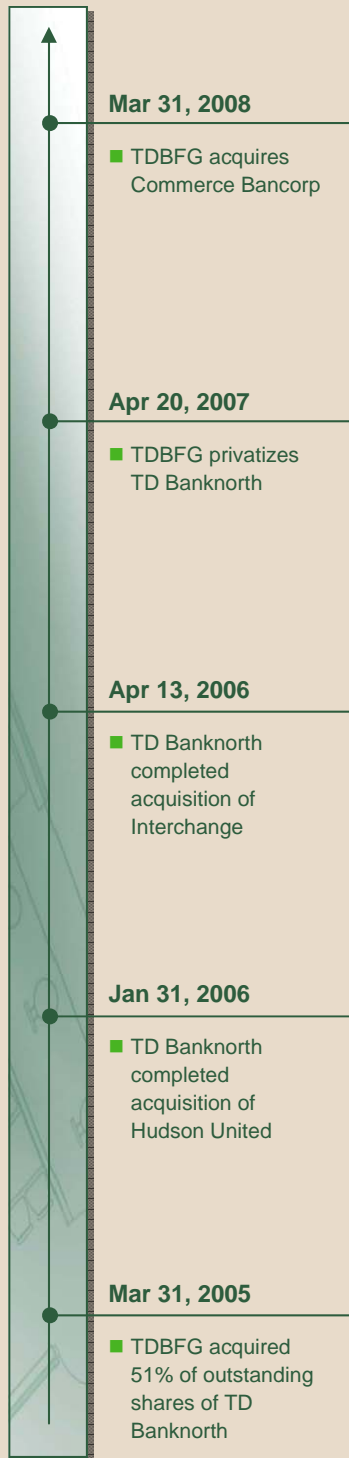 Mar 31, 2008
TDBFG acquires
Commerce Bancorp
Apr 20, 2007
TDBFG privatizes
TD Banknorth
Apr 13, 2006
TD Banknorth
completed
acquisition of
Interchange
Jan 31, 2006
TD Banknorth
completed
acquisition of
Hudson United
Mar 31, 2005
TDBFG acquired
51% of outstanding
shares of TD
Banknorth